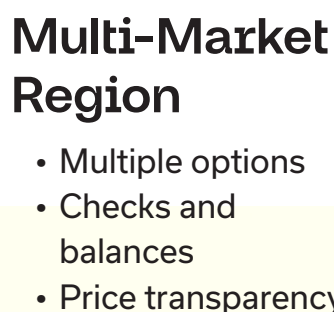 Multi-Market
Region
• Multiple options
• Checks and
balances
• Price transparency